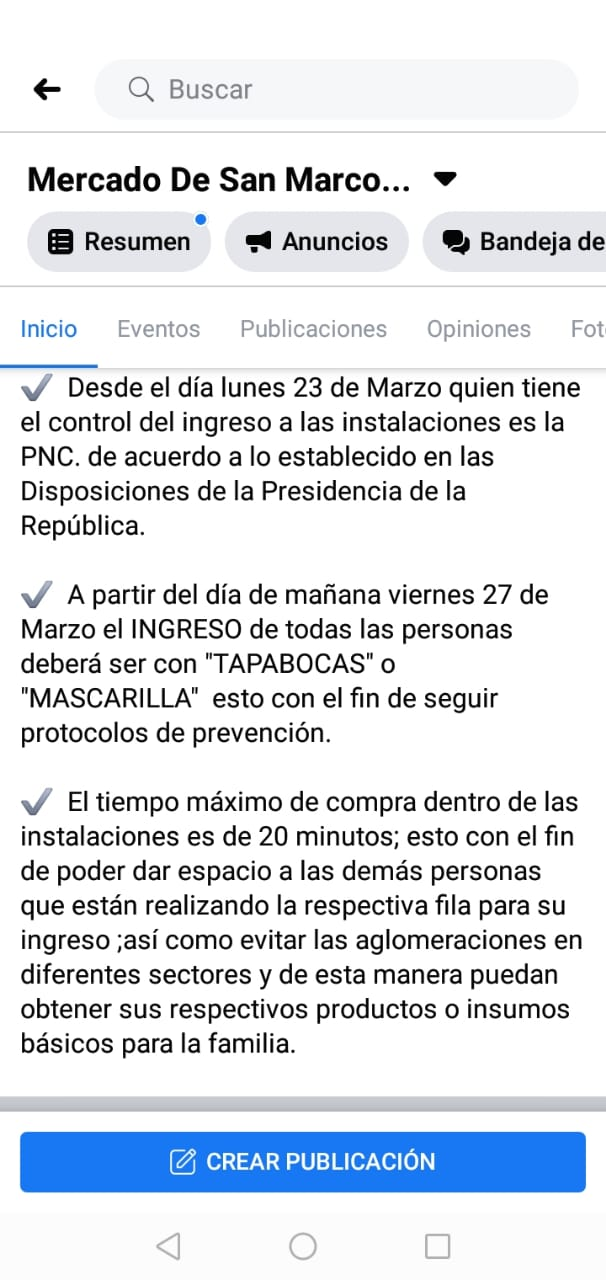 Buscar
Mercado De San Marco...
Resumen
Anuncios
Bandeja de
Inicio
Eventos
Publicaciones
Opiniones
Fot
✔ Desde el día lunes 23 de Marzo quien tiene
el control del ingreso a las instalaciones es la
PNC. de acuerdo a lo establecido en las
Disposiciones de la Presidencia de la
República.
✔ A partir del día de mañana viernes 27 de
Marzo el INGRESO de todas las personas
deberá ser con "TAPABOCAS" o
"MASCARILLA"  esto con el fin de seguir
protocolos de prevención.
✔ El tiempo máximo de compra dentro de las
instalaciones es de 20 minutos; esto con el fin
de poder dar espacio a las demás personas
que están realizando la respectiva fila para su
ingreso ;así como evitar las aglomeraciones en
diferentes sectores y de esta manera puedan
obtener sus respectivos productos o insumos
básicos para la familia.
CREAR PUBLICACIÓN